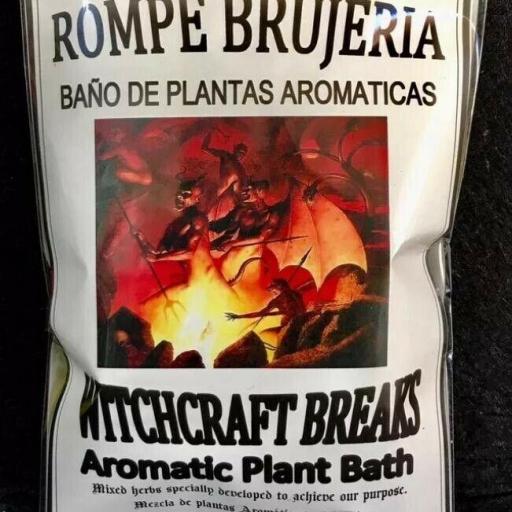 ROMPE BRUJERIA
BAÑO DE PLANTAS AROMATICAS
WITCHCRAFT BREAKS
Aromatic Plant Bath
Mixed herbs specially developed to achieve our purpose.
Mezcla de plantas